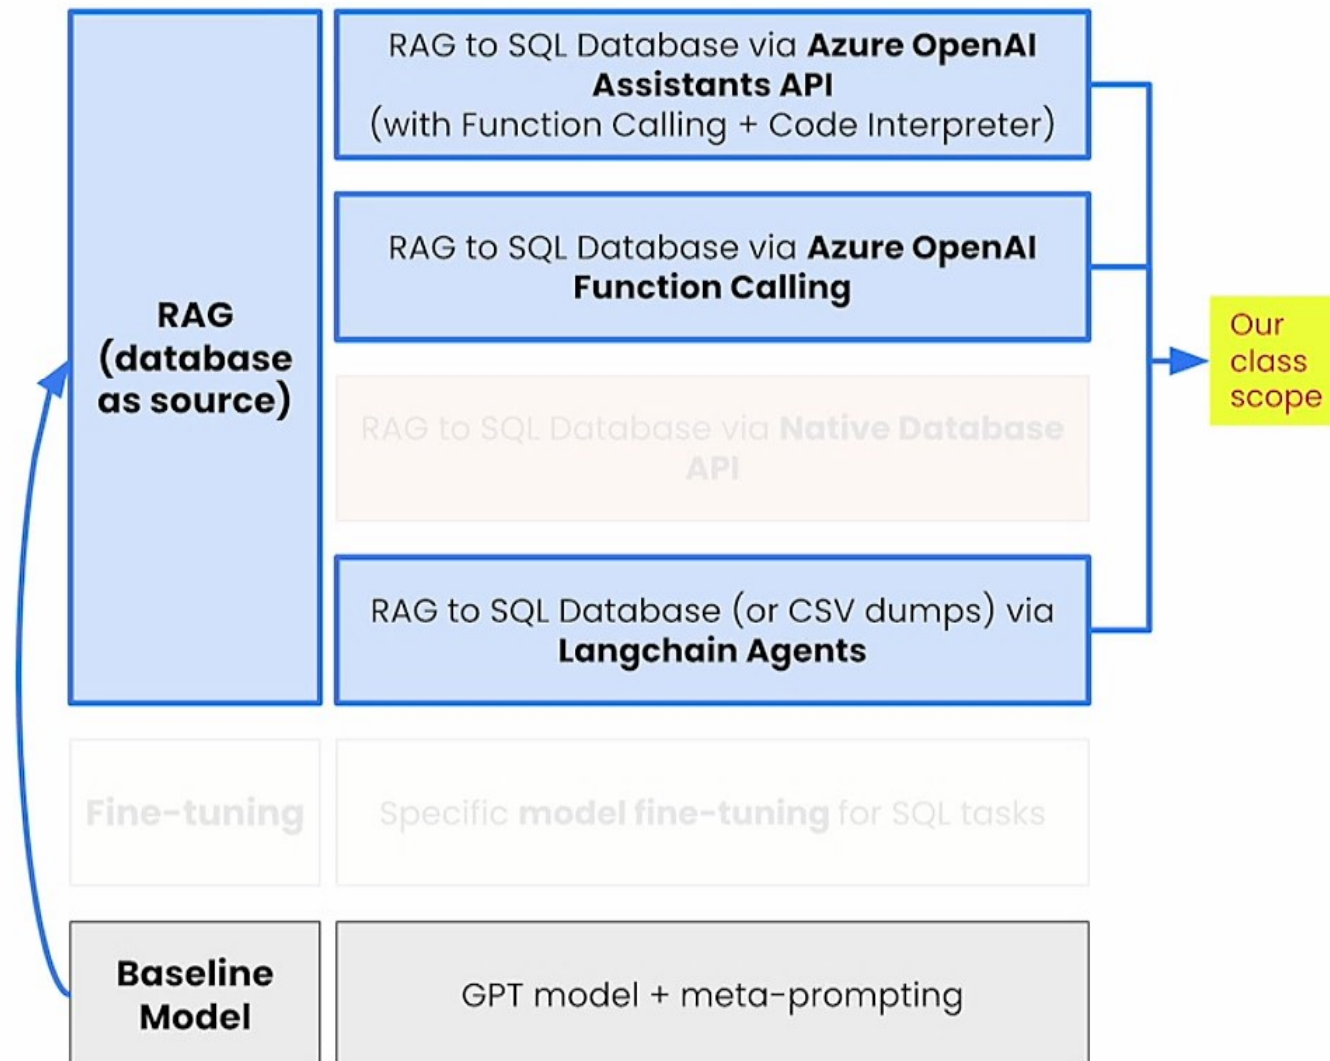 RAG to SQL Database via Azure OpenAI
Assistants API
(with Function Calling + Code Interpreter)
RAG to SQL Database via Azure OpenAI
Function Calling
RAG
(database
as source)
Our
class
scope
RAG to SQL Database via Native Database
API
RAG to SQL Database (or CSV dumps) via
Langchain Agents
Fine-tuning
Specific model fine-tuning for SQL tasks
Baseline
Model
GPT model + meta-prompting